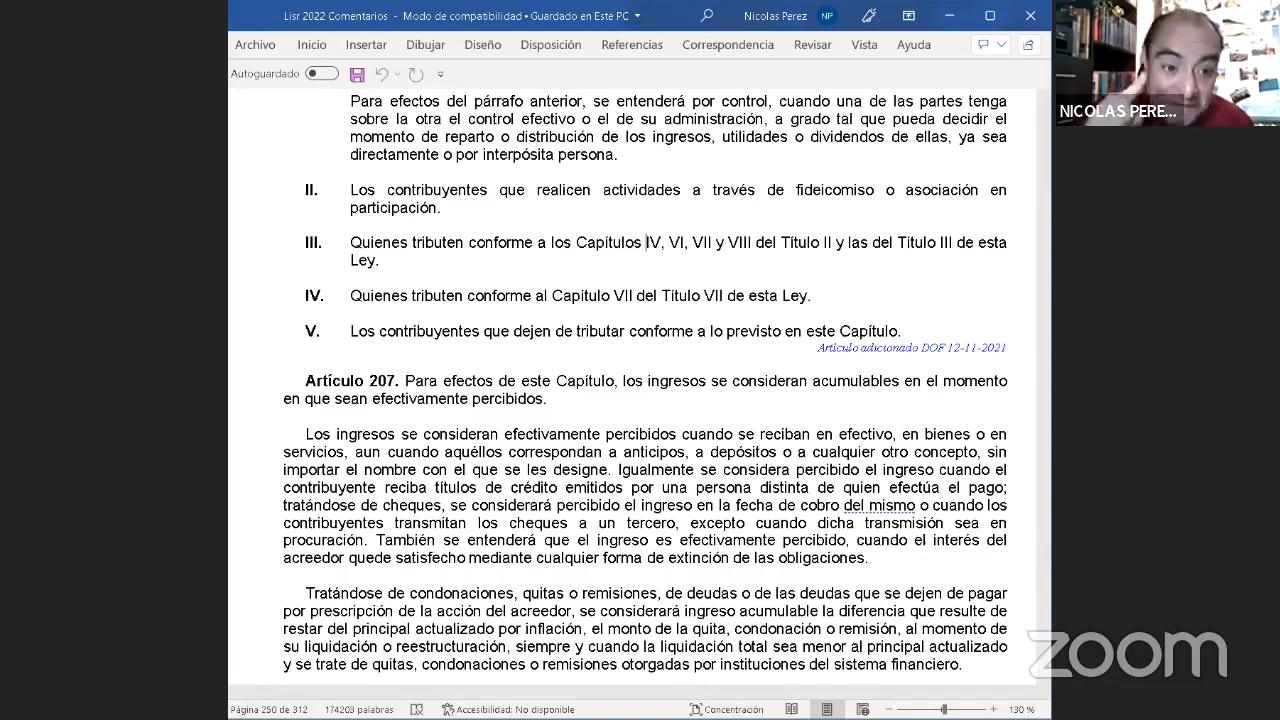 Lisr 2022 Comentarios - Modo de compatibilidad • Guardado en Este PC
Nicolas Perez NP
Archivo Inicio Insertar Dibujar Diseño Disposición Referencias Correspondencia Revisar Vista Ayuda
Autoguardado
Para efectos del párrafo anterior, se entenderá por control, cuando una de las partes tenga
sobre la otra el control efectivo o el de su administración, a grado tal que pueda decidir el
momento de reparto o distribución de los ingresos, utilidades o dividendos de ellas, ya sea
directamente o por interpósita persona.
II. Los contribuyentes que realicen actividades a través de fideicomiso o asociación en
participación.
III. Quienes tributen conforme a los Capítulos IV, VI, VII y VIII del Título II y las del Título III de esta
Ley.
IV. Quienes tributen conforme al Capítulo VII del Título VII de esta Ley.
V. Los contribuyentes que dejen de tributar conforme a lo previsto en este Capítulo.
Artículo adicionado DOF 12-11-2021
Artículo 207. Para efectos de este Capítulo, los ingresos se consideran acumulables en el momento
en que sean efectivamente percibidos.
Los ingresos se consideran efectivamente percibidos cuando se reciban en efectivo, en bienes o en
servicios, aun cuando aquéllos correspondan a anticipos, a depósitos o a cualquier otro concepto, sin
importar el nombre con el que se les designe. Igualmente se considera percibido el ingreso cuando el
contribuyente reciba títulos de crédito emitidos por una persona distinta de quien efectúa el pago;
tratándose de cheques, se considerará percibido el ingreso en la fecha de cobro del mismo o cuando los
contribuyentes transmitan los cheques a un tercero, excepto cuando dicha transmisión sea en
procuración. También se entenderá que el ingreso es efectivamente percibido, cuando el interés del
acreedor quede satisfecho mediante cualquier forma de extinción de las obligaciones.
Tratándose de condonaciones, quitas o remisiones, de deudas o de las deudas que se dejen de pagar
por prescripción de la acción del acreedor, se considerará ingreso acumulable la diferencia que resulte de
restar del principal actualizado por inflación, el monto de la quita, condonación o remisión, al momento de
su liquidación o reestructuración, siempre y cuando la liquidación total sea menor al principal actualizado
y se trate de quitas, condonaciones o remisiones otorgadas por instituciones del sistema financiero.
Página 250 de 312 174203 palabras Accesibilidad: No disponible Concentración 130 %
NICOLAS PERE...
zoom